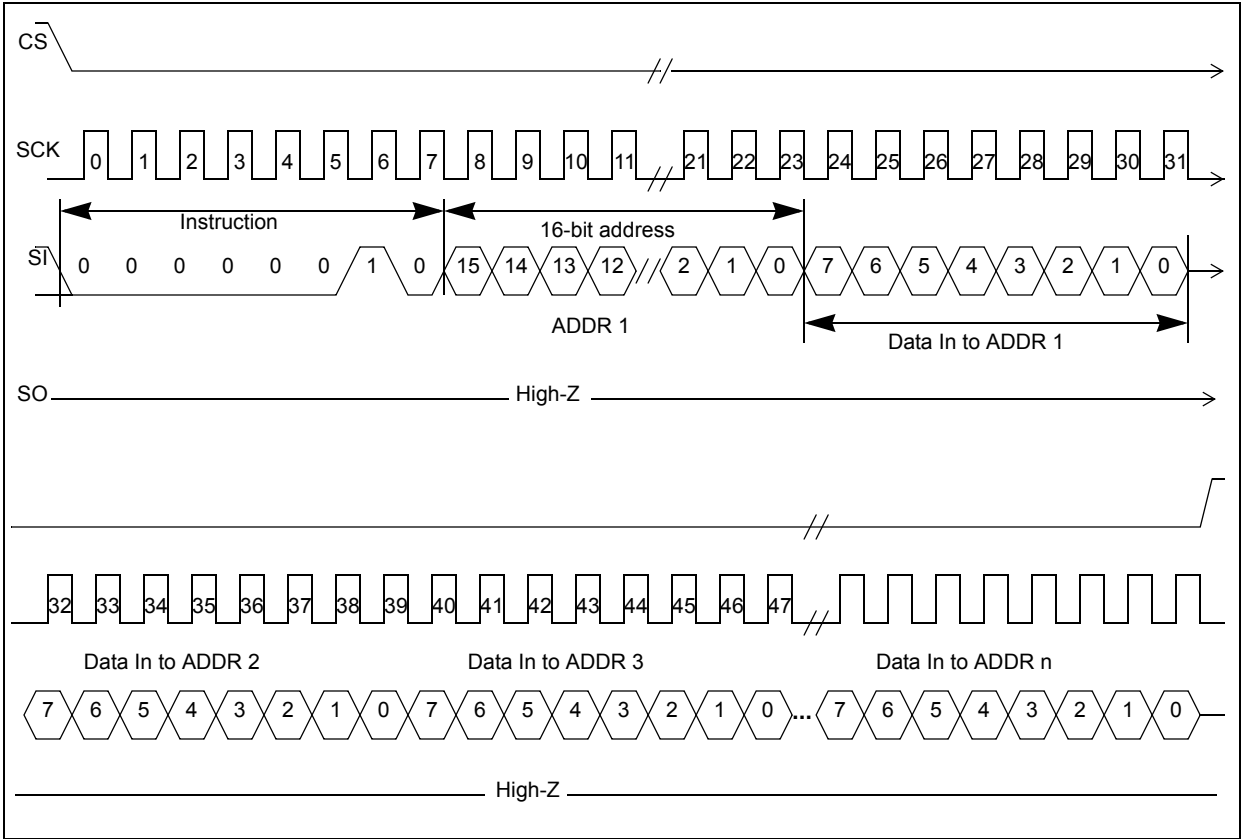 CS
SCK 0 1 2 3 4 5 6 7 8 9 10 11 21 22 23 24 25 26 27 28 29 30 31
Instruction 16-bit address
SI 0 0 0 0 0 0 1 0 15 14 13 12 2 1 0 7 6 5 4 3 2 1 0
ADDR 1 Data In to ADDR 1
SO High-Z
32 33 34 35 36 37 38 39 40 41 42 43 44 45 46 47
Data In to ADDR 2 Data In to ADDR 3 Data In to ADDR n
7 6 5 4 3 2 1 0 7 6 5 4 3 2 1 0 ... 7 6 5 4 3 2 1 0
High-Z